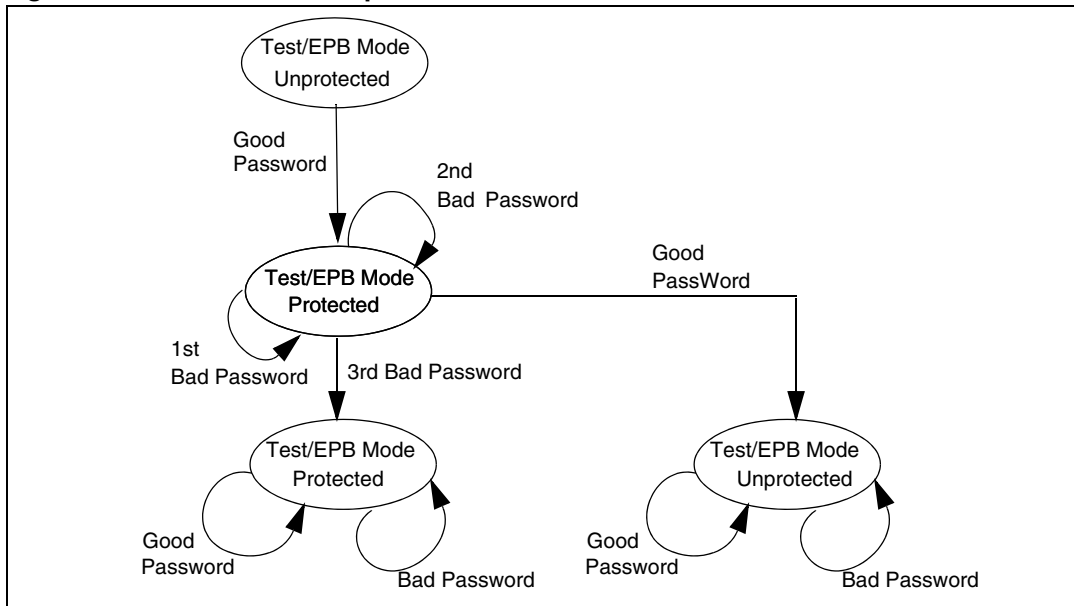 Test/EPB Mode
Unprotected
Good
Password
2nd
Bad Password
Good
PassWord
Test/EPB Mode
Protected
1st
Bad Password
3rd Bad Password
Test/EPB Mode
Protected
Test/EPB Mode
Unprotected
Good
Password
Bad Password
Good
Password
Bad Password